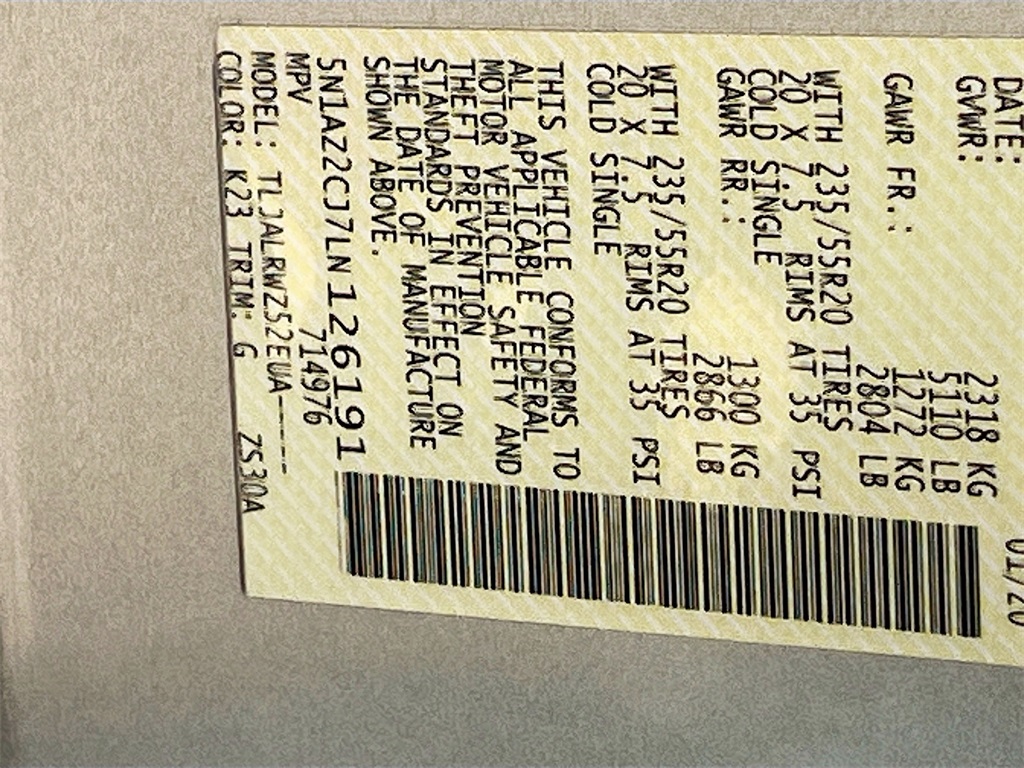 DATE: 01/20
GVWR: 2318 KG
5110 LB
GAWR FR.: 1272 KG
2804 LB
WITH 235/55R20 TIRES
20 X 7.5 RIMS AT 35 PSI
COLD SINGLE
GAWR RR.: 1300 KG
2866 LB
WITH 235/55R20 TIRES
20 X 7.5 RIMS AT 35 PSI
COLD SINGLE
THIS VEHICLE CONFORMS TO
ALL APPLICABLE FEDERAL
MOTOR VEHICLE SAFETY AND
THEFT PREVENTION
STANDARDS IN EFFECT ON
THE DATE OF MANUFACTURE
SHOWN ABOVE.
5N1AZ2CJ7LN126191
MPV 714976
MODEL: TLJALRWZ52EUA-----
COLOR: K23 TRIM: G ZS30A